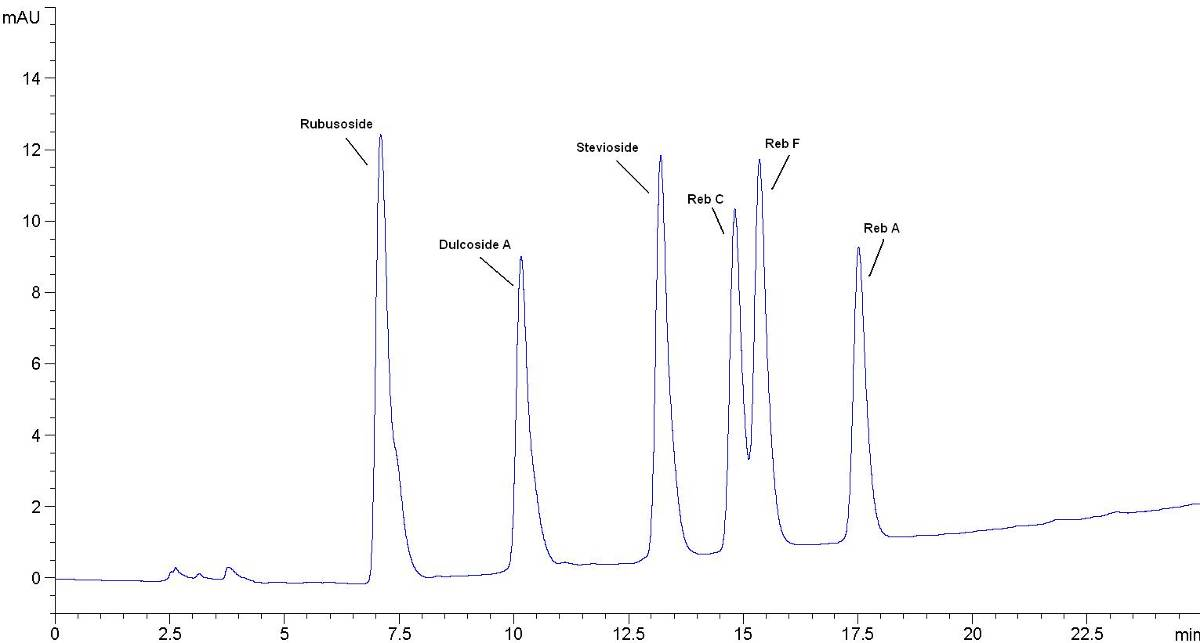 mAU
14
Rubusoside
12
Stevioside
Reb F
Reb C
10
Reb A
Dulcoside A
8
6
4
2
0
0 2.5 5 7.5 10 12.5 15 17.5 20 22.5 min